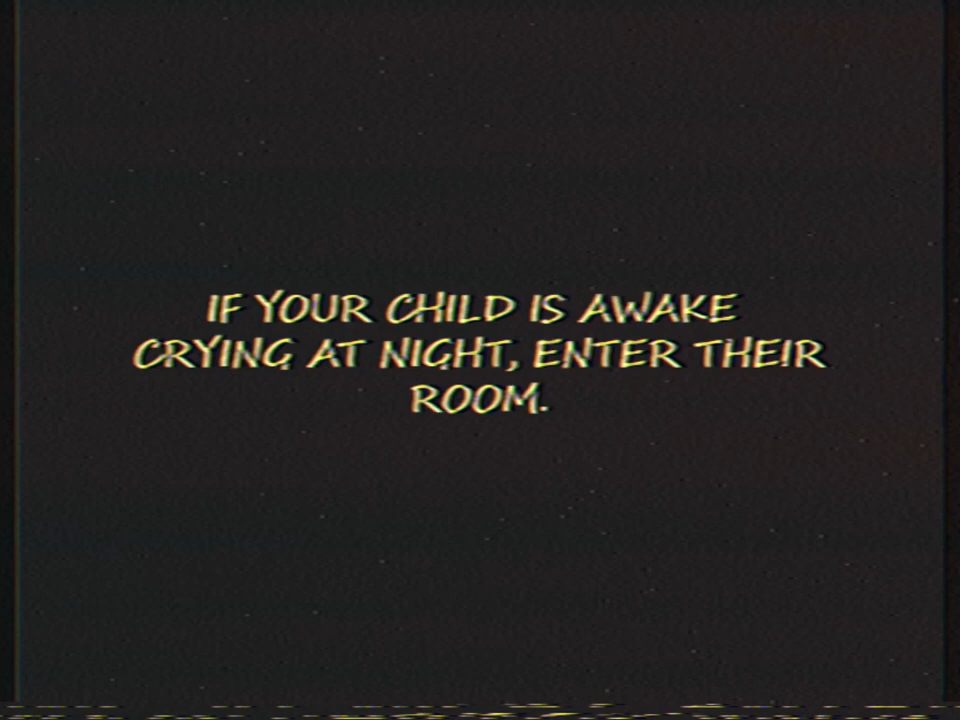 IF YOUR CHILD IS AWAKE
CRYING AT NIGHT, ENTER THEIR
ROOM.